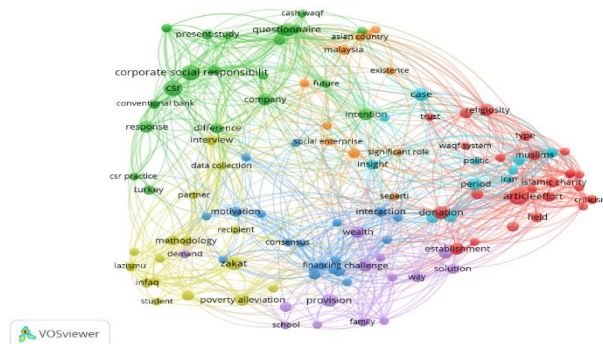 cash waqf
questionnaire
present study
asian country
malaysia
corporate social responsibilit
existence
csr
future
case
company
conventional bank
religiosity
intention
trust
response
difference
type
interview
waqf system
social enterprise
significant role
muslims
politic
data collection
insight
iran
csr practice
period
islamic charity
turkey
partner
seperti
article
effort
criticis
motivation
interaction
donation
recipient
wealth
field
methodology
consensus
demand
establishment
lazismu
zakat
financing challenge
way
solution
infaq
student
poverty alleviation
provision
school
family
VOSviewer